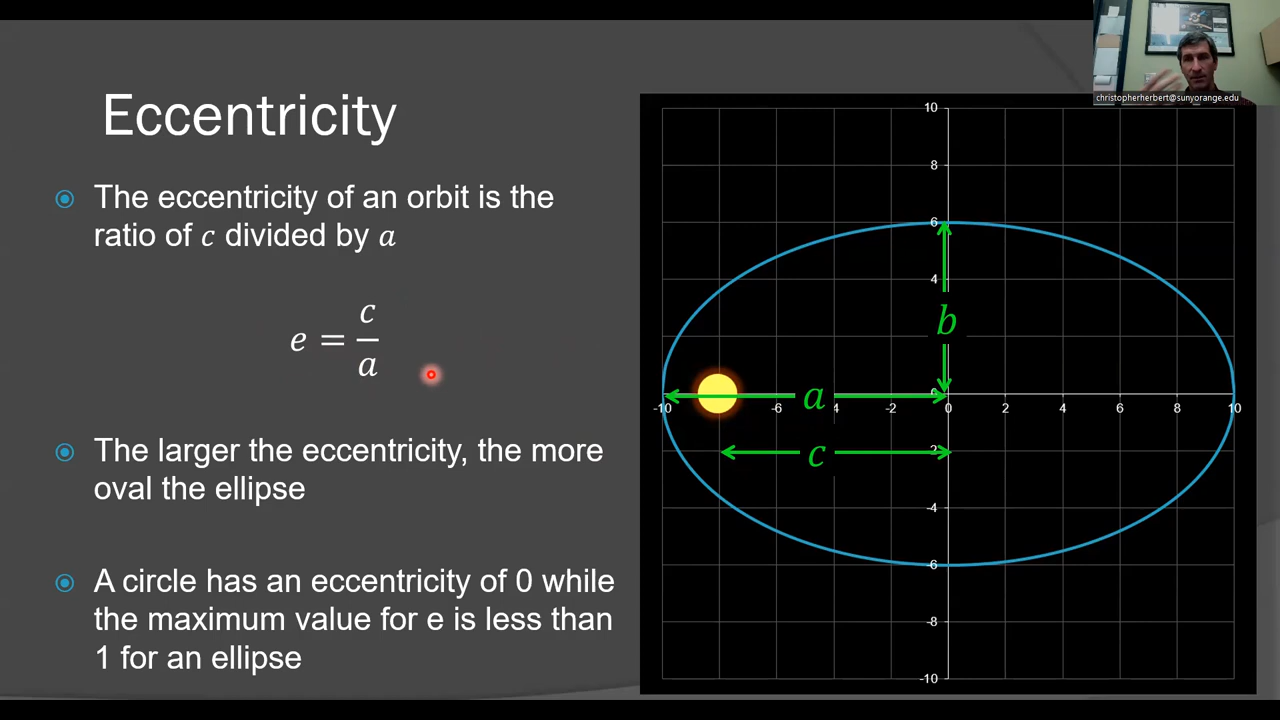 christopherherbert@sunyorange.edu
Eccentricity
The eccentricity of an orbit is the
ratio of c divided by a
e = c/a
The larger the eccentricity, the more
oval the ellipse
A circle has an eccentricity of 0 while
the maximum value for e is less than
1 for an ellipse
10
8
6
4
b
0
a
-10 -6 4 -2 0 2 4 6 8 10
c
-4
-6
-8
-10